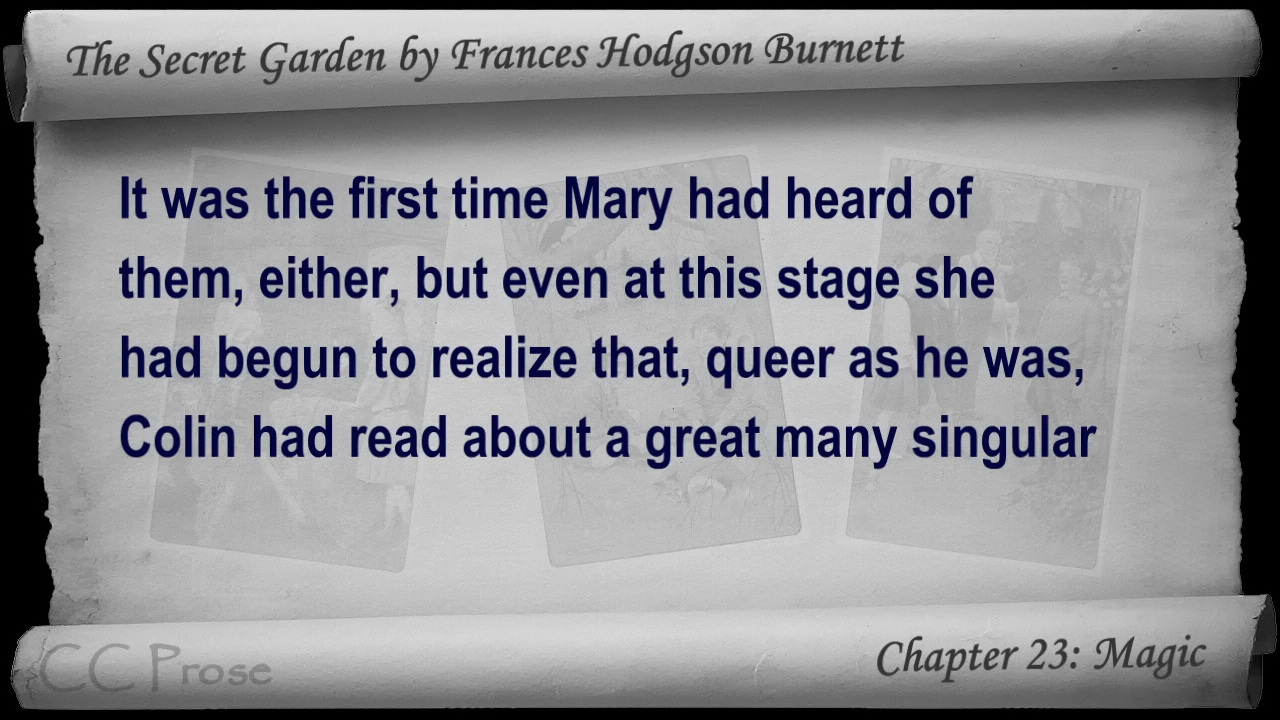 The Secret Garden by Frances Hodgson Burnett
It was the first time Mary had heard of
them, either, but even at this stage she
had begun to realize that, queer as he was,
Colin had read about a great many singular
CC Prose
Chapter 23: Magic